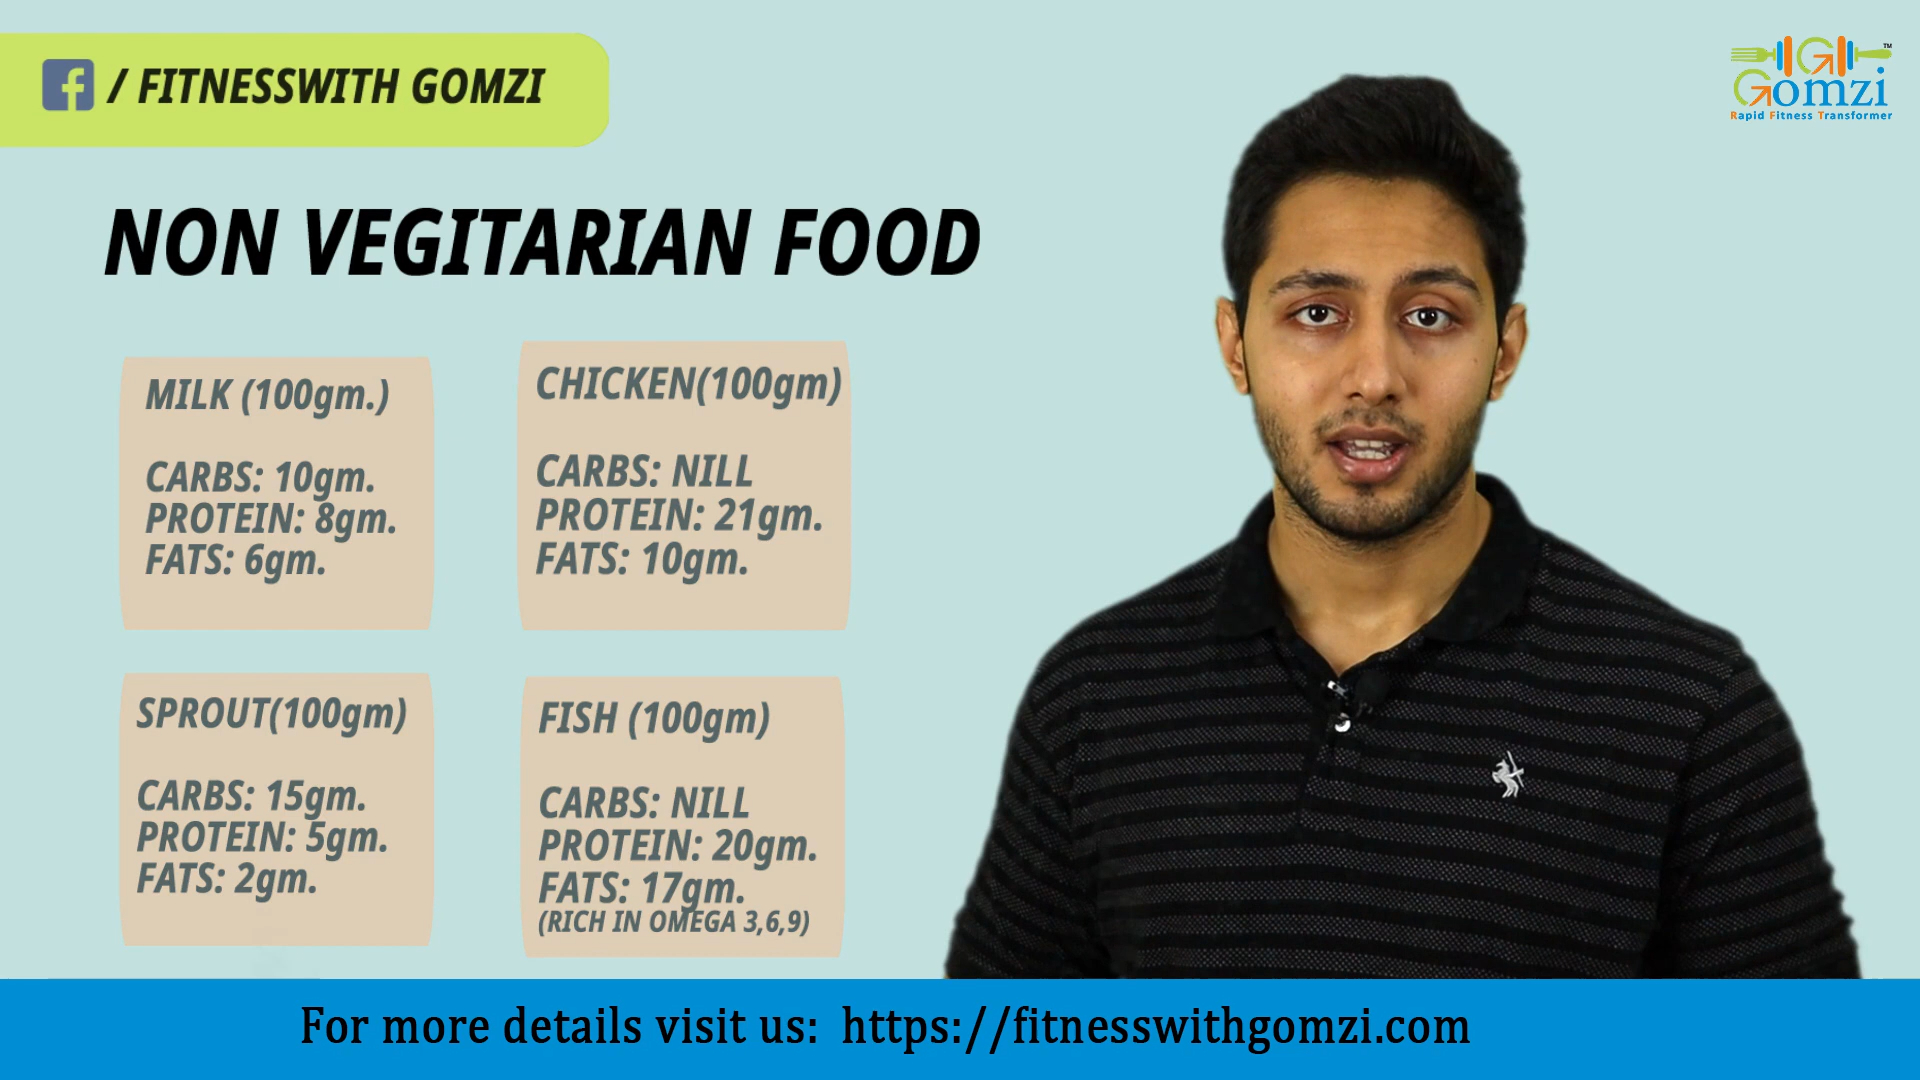 / FITNESSWITH GOMZI
TM
Gomzi
Rapid Fitness Transformer
NON VEGITARIAN FOOD
MILK (100gm.)
CARBS: 10gm.
PROTEIN: 8gm.
FATS: 6gm.
CHICKEN(100gm)
CARBS: NILL
PROTEIN: 21gm.
FATS: 10gm.
SPROUT(100gm)
CARBS: 15gm.
PROTEIN: 5gm.
FATS: 2gm.
FISH (100gm)
CARBS: NILL
PROTEIN: 20gm.
FATS: 17gm.
(RICH IN OMEGA 3,6,9)
For more details visit us: https://fitnesswithgomzi.com